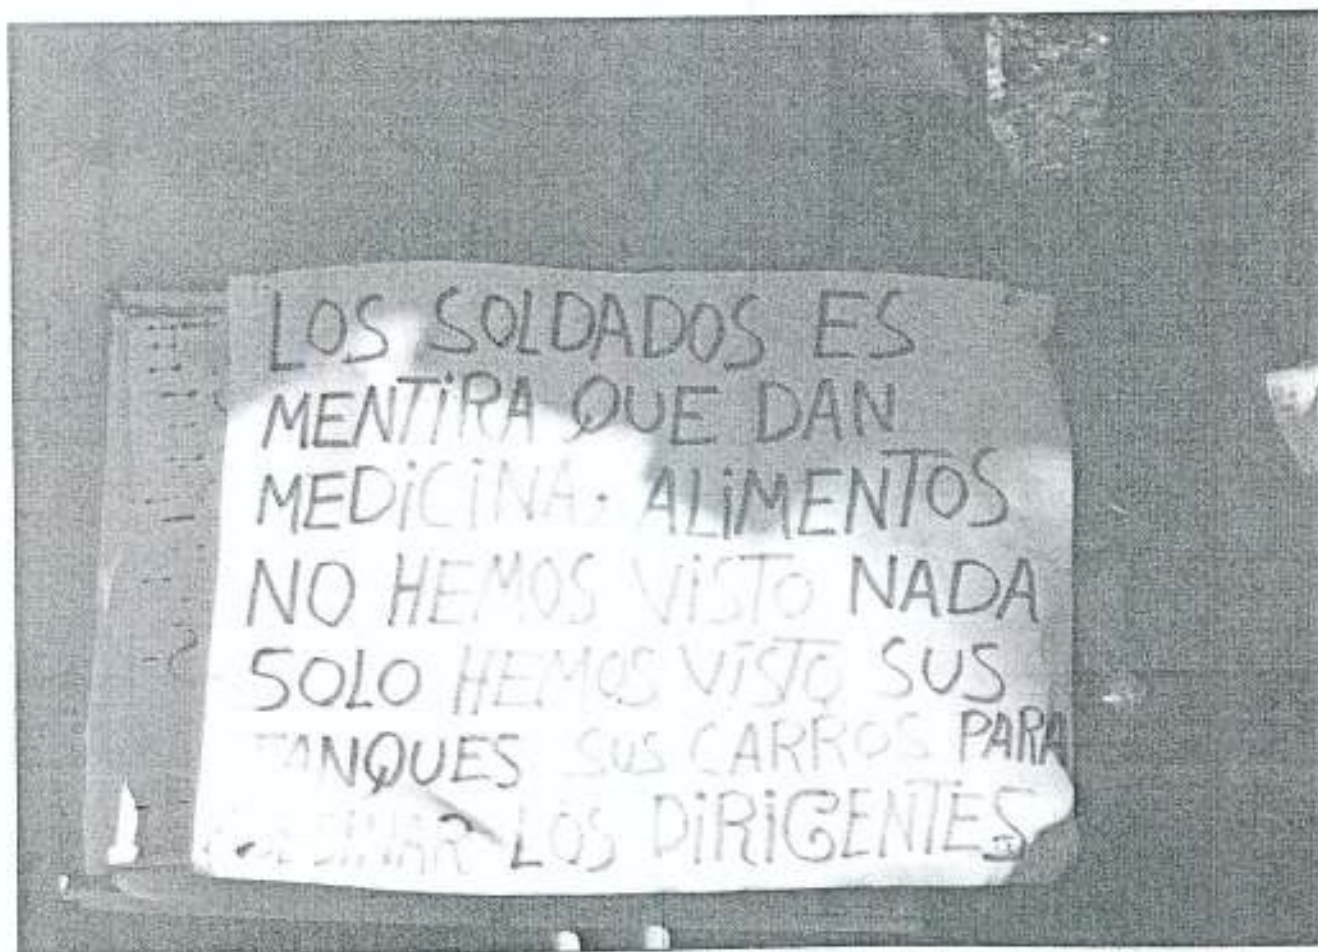 LOS SOLDADOS ES
MENTIRA QUE DAN
MEDICINA. ALIMENTOS
NO HEMOS VISTO NADA
SOLO HEMOS VISTO SUS
TANQUES SUS CARROS PARA
LOS DIRIGENTES